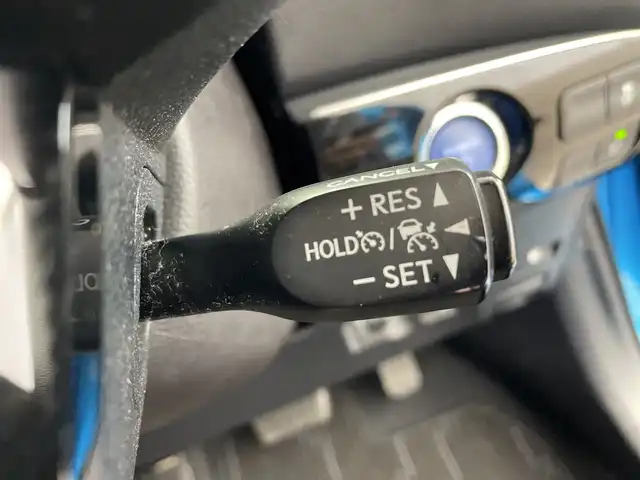 CANCEL▼
+ RES ▲
HOLD / ◀
− SET ▼